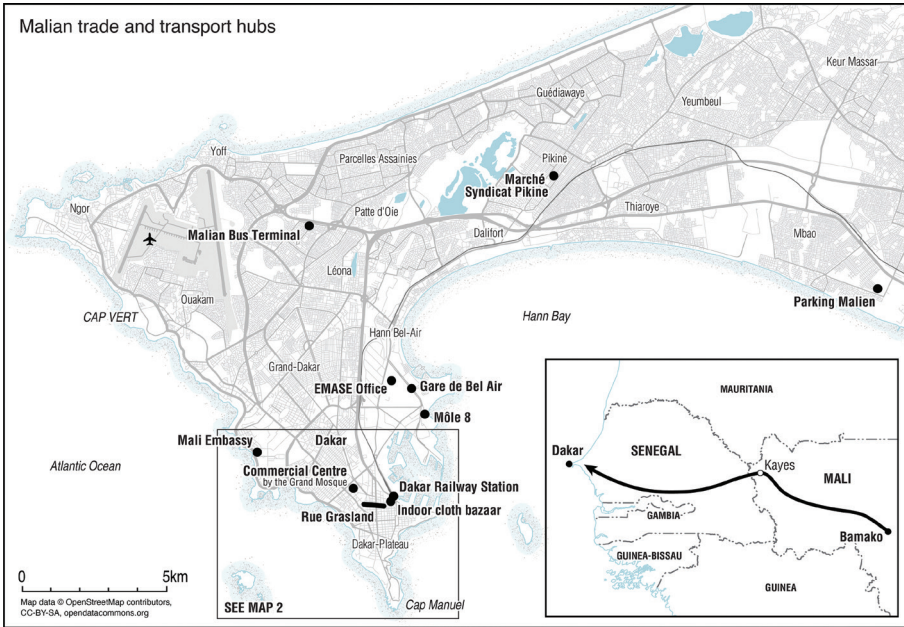 Malian trade and transport hubs
Keur Massar
Guédiawaye
Yeumbeul
Yoff
Parcelles Assainies
Pikine
Marché
Syndicat Pikine
Ngor
Patte d'Oie
Thiaroye
Malian Bus Terminal
Dalifort
Mbao
Léona
Ouakam
Parking Malien
CAP VERT
Hann Bay
Hann Bel-Air
Grand-Dakar
EMASE Office
Gare de Bel Air
Môle 8
Mali Embassy
Dakar
Atlantic Ocean
Commercial Centre
by the Grand Mosque
Dakar Railway Station
Indoor cloth bazaar
Rue Grasland
Dakar-Plateau
Cap Manuel
SEE MAP 2
0
5km
Map data © OpenStreetMap contributors,
CC-BY-SA, opendatacommons.org
MAURITANIA
Dakar
SENEGAL
Kayes
MALI
GAMBIA
Bamako
GUINEA-BISSAU
GUINEA